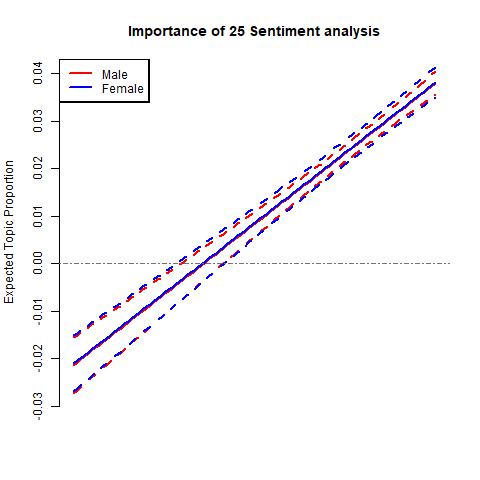 Importance of 25 Sentiment analysis
Male
Female
Expected Topic Proportion
0.04
0.03
0.02
0.01
0.00
-0.01
-0.02
-0.03